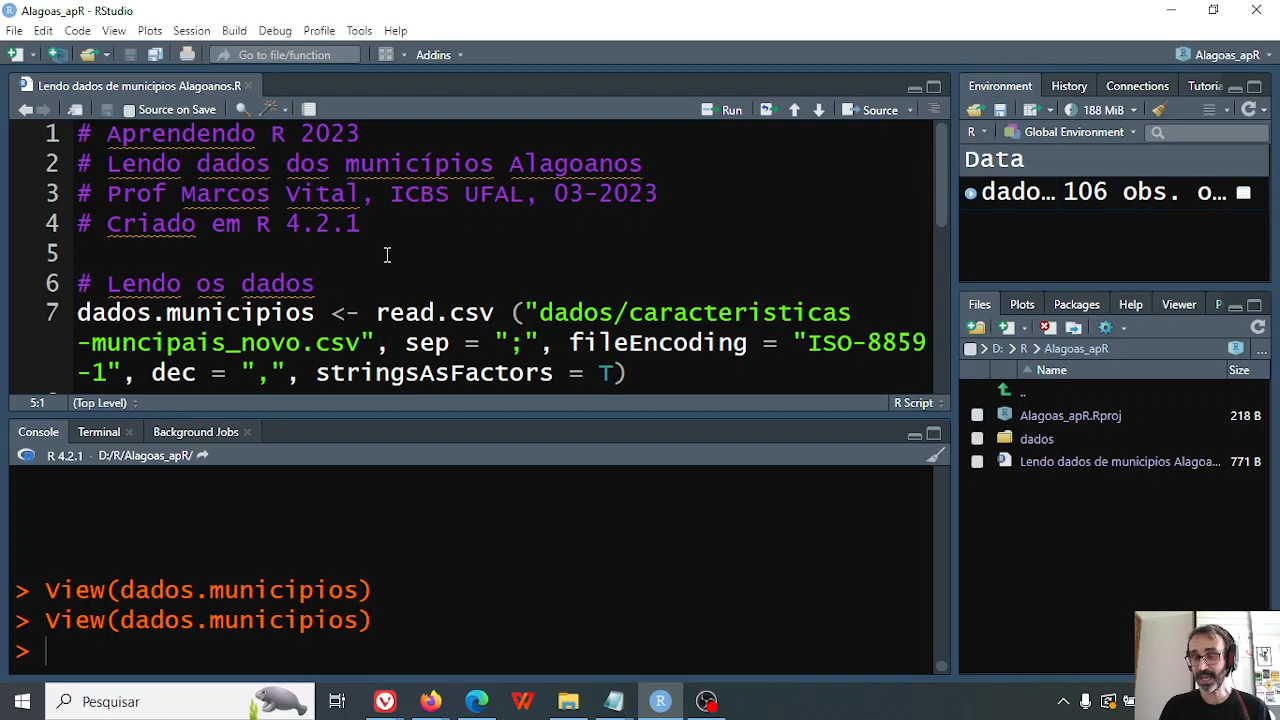 Alagoas_apR - RStudio
File Edit Code View Plots Session Build Debug Profile Tools Help
Go to file/function Addins Alagoas_apR
Lendo dados de municipios Alagoanos.R
Source on Save Run Source
1 # Aprendendo R 2023
2 # Lendo dados dos municípios Alagoanos
3 # Prof Marcos Vital, ICBS UFAL, 03-2023
4 # Criado em R 4.2.1
5
6 # Lendo os dados
7 dados.municipios <- read.csv ("dados/caracteristicas
-muncipais_novo.csv", sep = ";", fileEncoding = "ISO-8859
-1", dec = ",", stringsAsFactors = T)
5:1 (Top Level) R Script
Console Terminal Background Jobs
R 4.2.1 · D:/R/Alagoas_apR/
> View(dados.municipios)
> View(dados.municipios)
>
Environment History Connections Tutoria
188 MiB
R Global Environment
Data
dado… 106 obs. o…
Files Plots Packages Help Viewer P
D: R Alagoas_apR
Name Size
..
Alagoas_apR.Rproj 218 B
dados
Lendo dados de municipios Alagoa... 771 B
Pesquisar